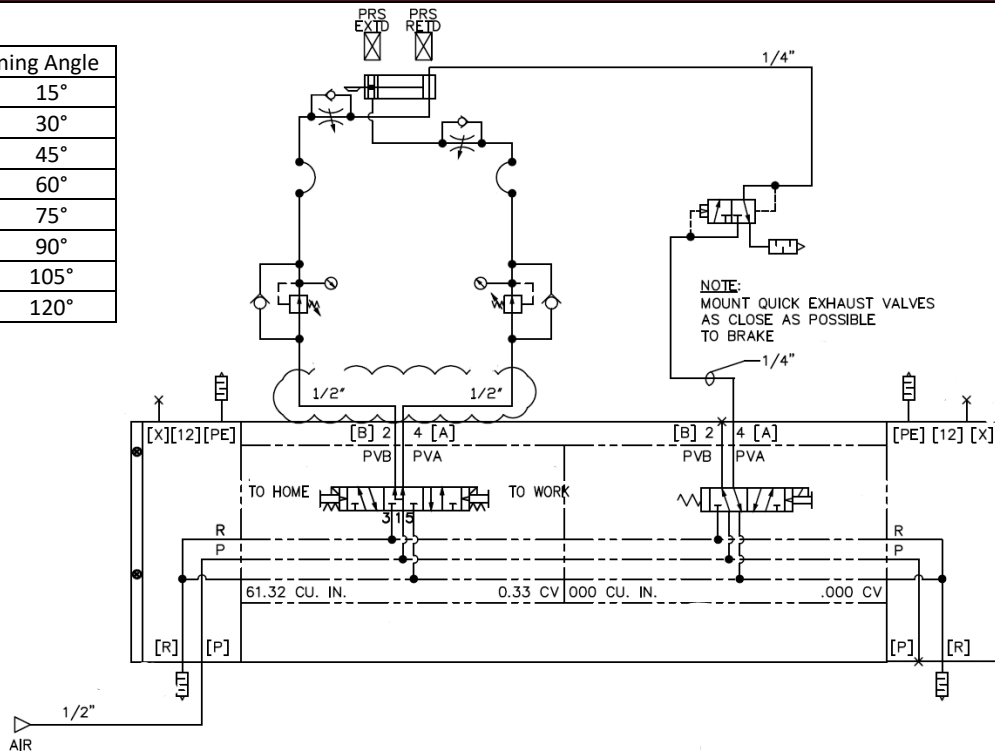 PRS EXTD
PRS RETD
ning Angle
15°
30°
45°
60°
75°
90°
105°
120°
1/4"
NOTE:
MOUNT QUICK EXHAUST VALVES
AS CLOSE AS POSSIBLE
TO BRAKE
1/4"
1/2" 1/2"
[X][12][PE] [B] 2 4 [A] [B] 2 4 [A] [PE] [12] [X]
PVB PVA PVB PVA
TO HOME TO WORK
3 1 5
R R
P P
61.32 CU. IN. 0.33 CV 000 CU. IN. .000 CV
[R] [P] [P] [R]
1/2"
AIR